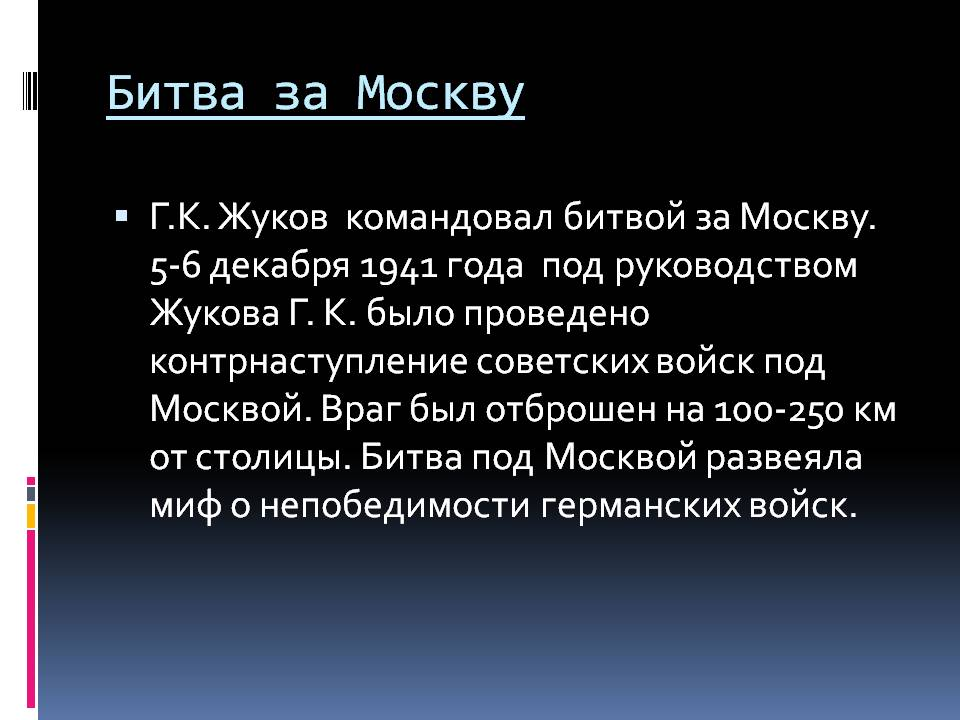 Битва за Москву
Г.К. Жуков командовал битвой за Москву.
5-6 декабря 1941 года под руководством
Жукова Г. К. было проведено
контрнаступление советских войск под
Москвой. Враг был отброшен на 100-250 км
от столицы. Битва под Москвой развеяла
миф о непобедимости германских войск.